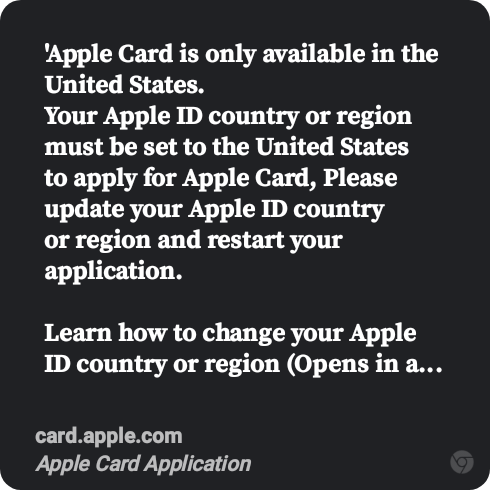 'Apple Card is only available in the
United States.
Your Apple ID country or region
must be set to the United States
to apply for Apple Card, Please
update your Apple ID country
or region and restart your
application.
Learn how to change your Apple
ID country or region (Opens in a...
card.apple.com
Apple Card Application